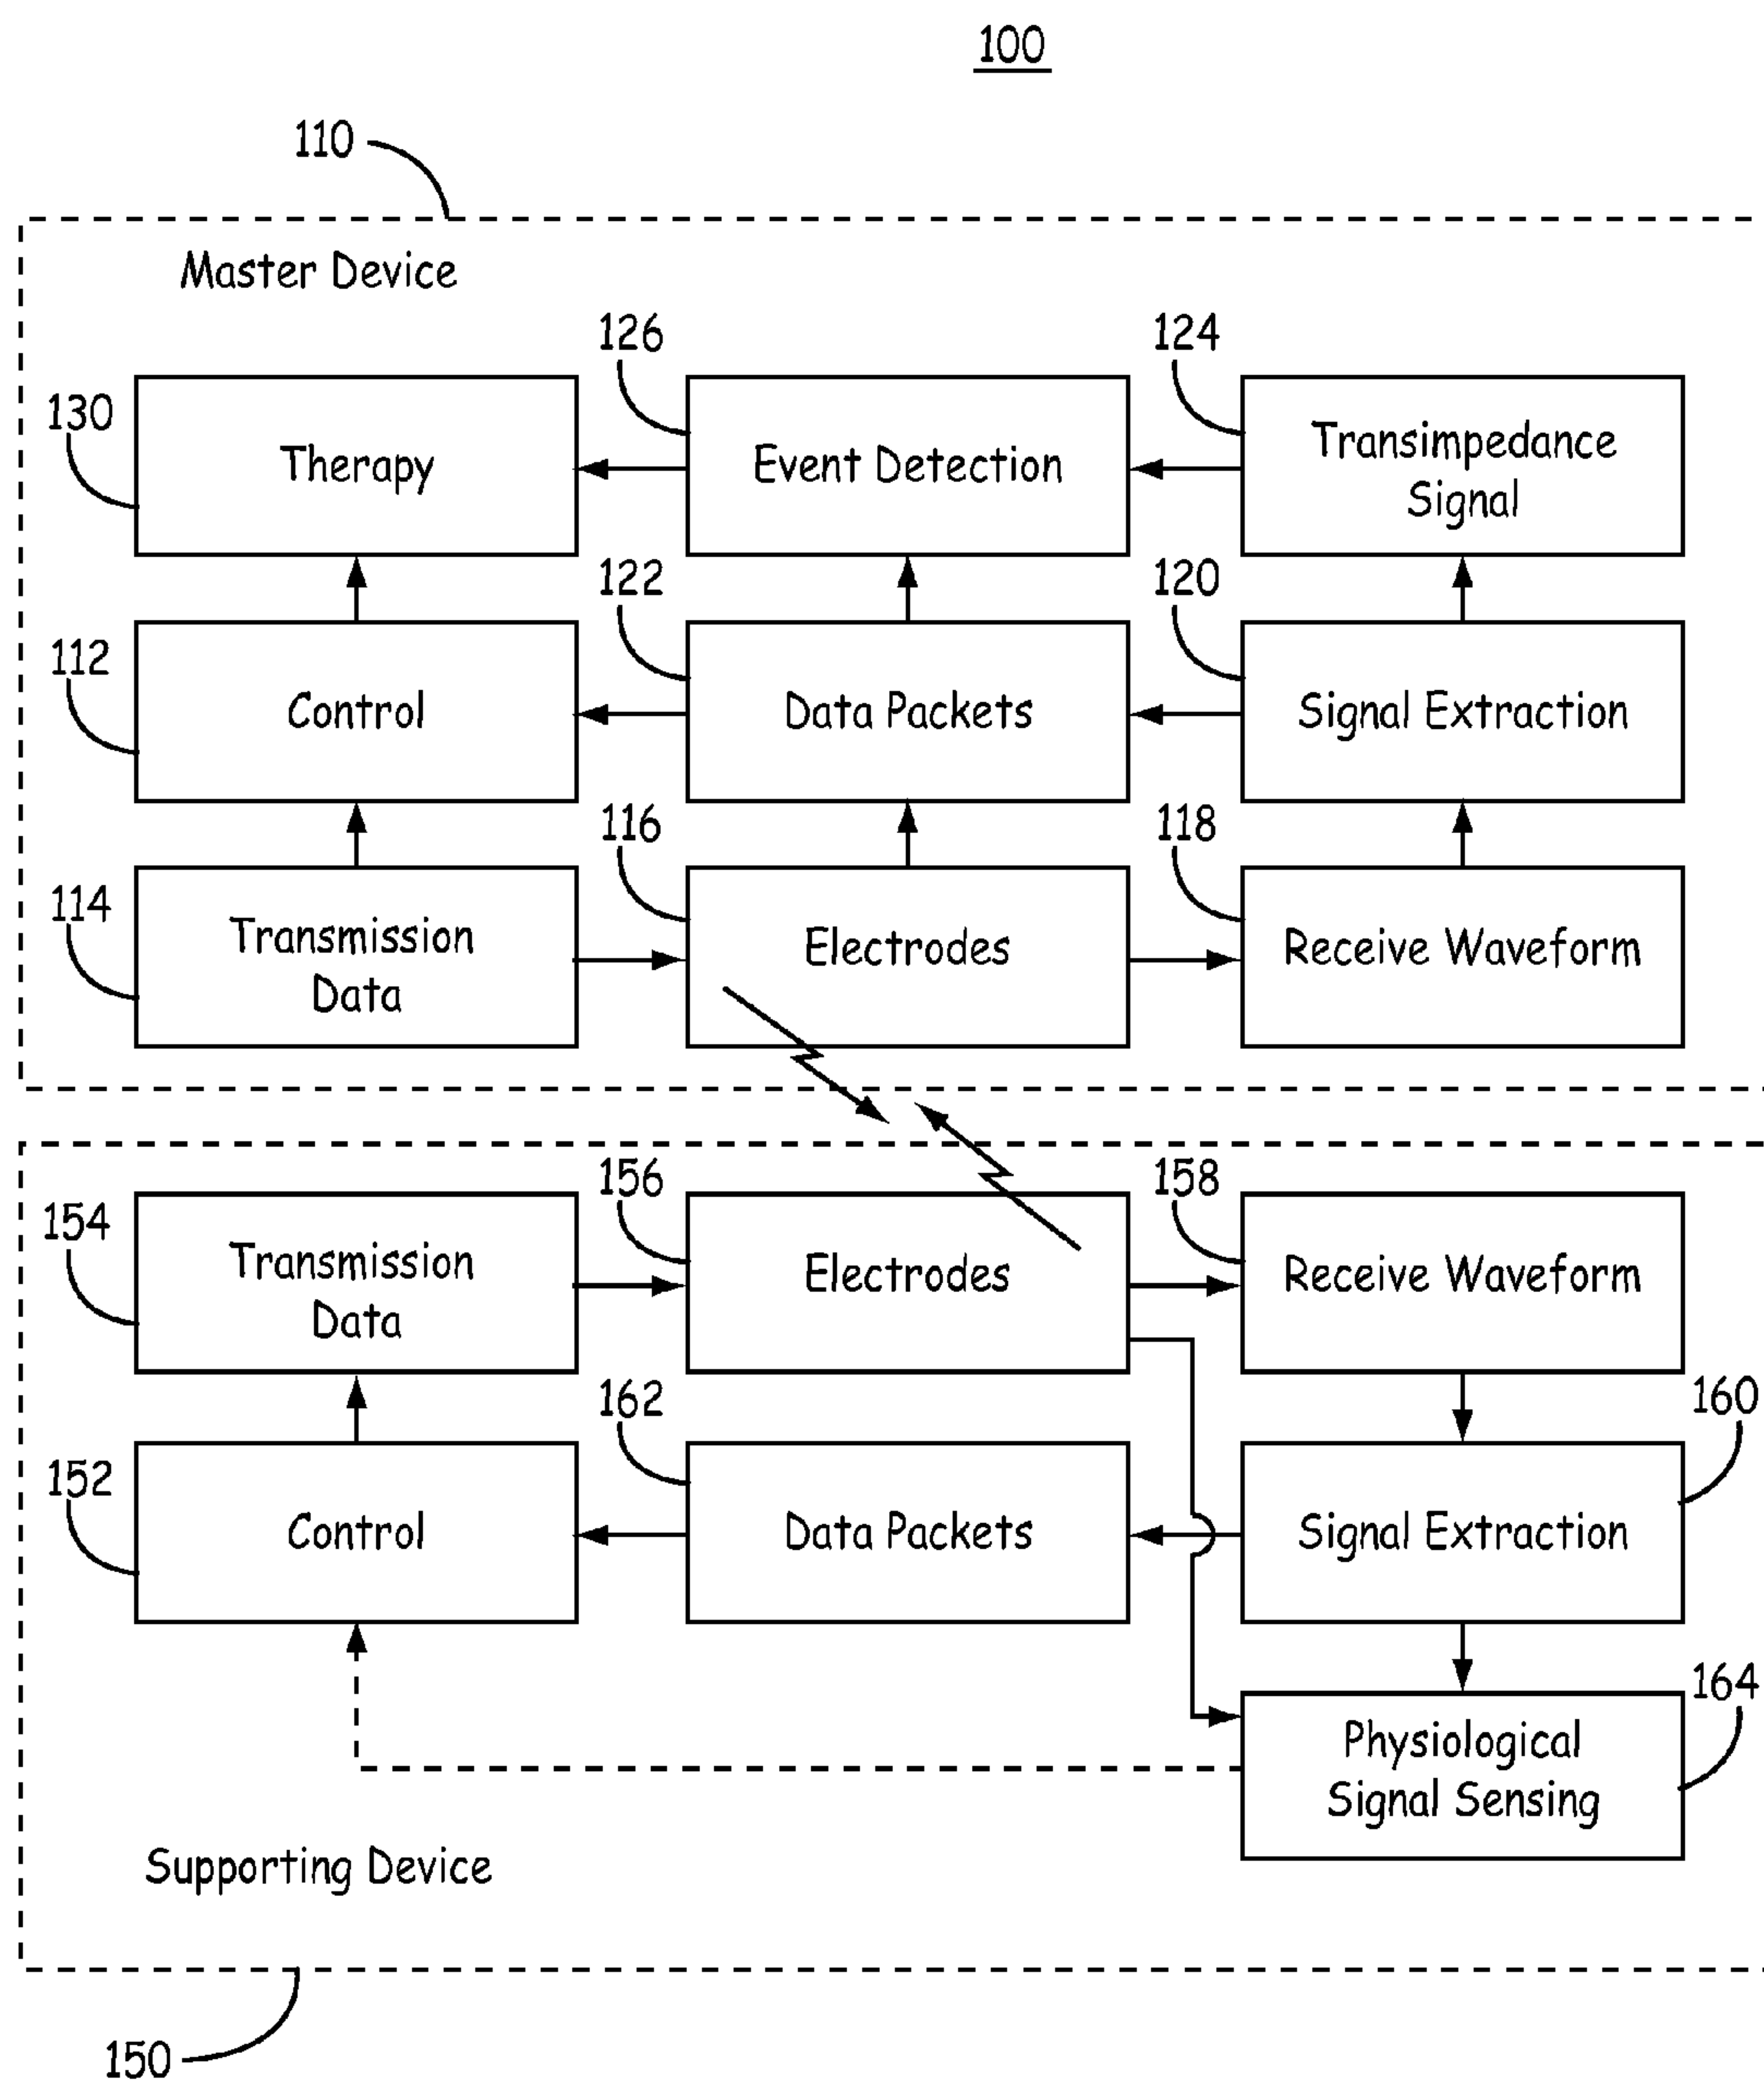 100
110
Master Device
126
124
130
Therapy
Event Detection
Transimpedance
Signal
122
120
112
Control
Data Packets
Signal Extraction
116
118
114
Transmission
Data
Electrodes
Receive Waveform
156
158
154
Transmission
Data
Electrodes
Receive Waveform
162
160
152
Control
Data Packets
Signal Extraction
164
Physiological
Signal Sensing
Supporting Device
150